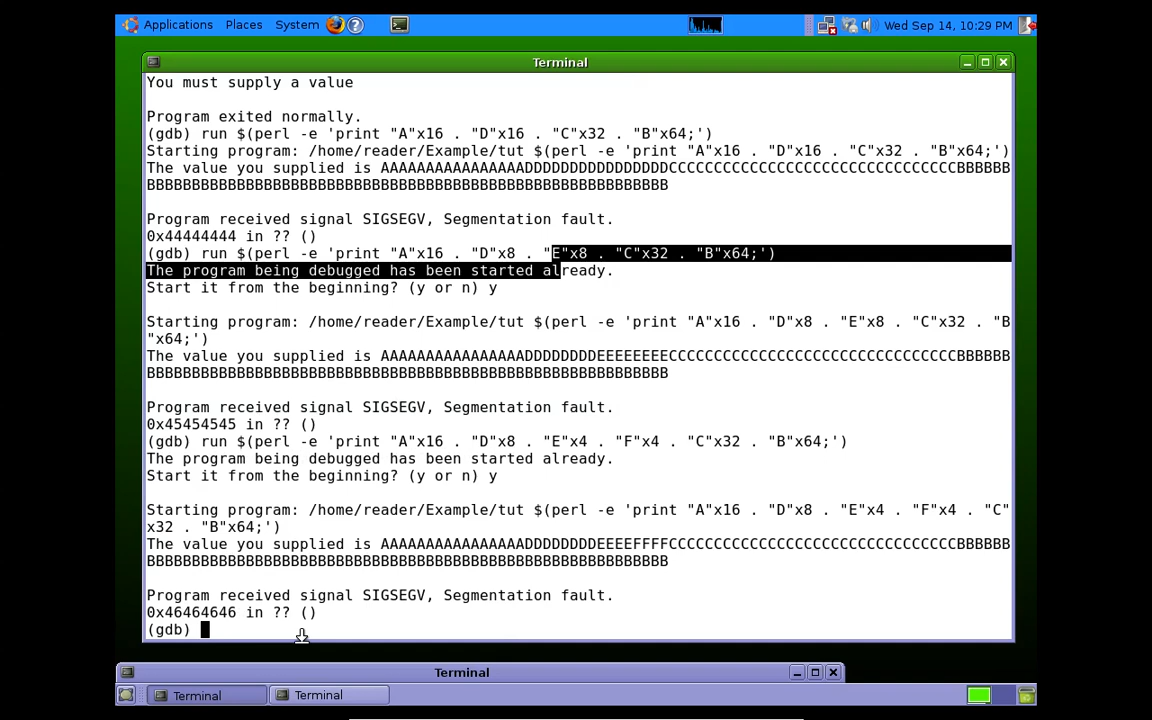 Applications Places System Wed Sep 14, 10:29 PM
Terminal
You must supply a value
Program exited normally.
(gdb) run $(perl -e 'print "A"x16 . "D"x16 . "C"x32 . "B"x64;')
Starting program: /home/reader/Example/tut $(perl -e 'print "A"x16 . "D"x16 . "C"x32 . "B"x64;')
The value you supplied is AAAAAAAAAAAAAAAADDDDDDDDDDDDDDDDCCCCCCCCCCCCCCCCCCCCCCCCCCCCCCCCBBBBBB
BBBBBBBBBBBBBBBBBBBBBBBBBBBBBBBBBBBBBBBBBBBBBBBBBBBBBBBBBB
Program received signal SIGSEGV, Segmentation fault.
0x44444444 in ?? ()
(gdb) run $(perl -e 'print "A"x16 . "D"x8 . "E"x8 . "C"x32 . "B"x64;')
The program being debugged has been started already.
Start it from the beginning? (y or n) y
Starting program: /home/reader/Example/tut $(perl -e 'print "A"x16 . "D"x8 . "E"x8 . "C"x32 . "B
"x64;')
The value you supplied is AAAAAAAAAAAAAAAADDDDDDDDEEEEEEEECCCCCCCCCCCCCCCCCCCCCCCCCCCCCCCCBBBBBB
BBBBBBBBBBBBBBBBBBBBBBBBBBBBBBBBBBBBBBBBBBBBBBBBBBBBBBBBBB
Program received signal SIGSEGV, Segmentation fault.
0x45454545 in ?? ()
(gdb) run $(perl -e 'print "A"x16 . "D"x8 . "E"x4 . "F"x4 . "C"x32 . "B"x64;')
The program being debugged has been started already.
Start it from the beginning? (y or n) y
Starting program: /home/reader/Example/tut $(perl -e 'print "A"x16 . "D"x8 . "E"x4 . "F"x4 . "C"
x32 . "B"x64;')
The value you supplied is AAAAAAAAAAAAAAAADDDDDDDDEEEEFFFFCCCCCCCCCCCCCCCCCCCCCCCCCCCCCCCCBBBBBB
BBBBBBBBBBBBBBBBBBBBBBBBBBBBBBBBBBBBBBBBBBBBBBBBBBBBBBBBBB
Program received signal SIGSEGV, Segmentation fault.
0x46464646 in ?? ()
(gdb)
Terminal
Terminal Terminal